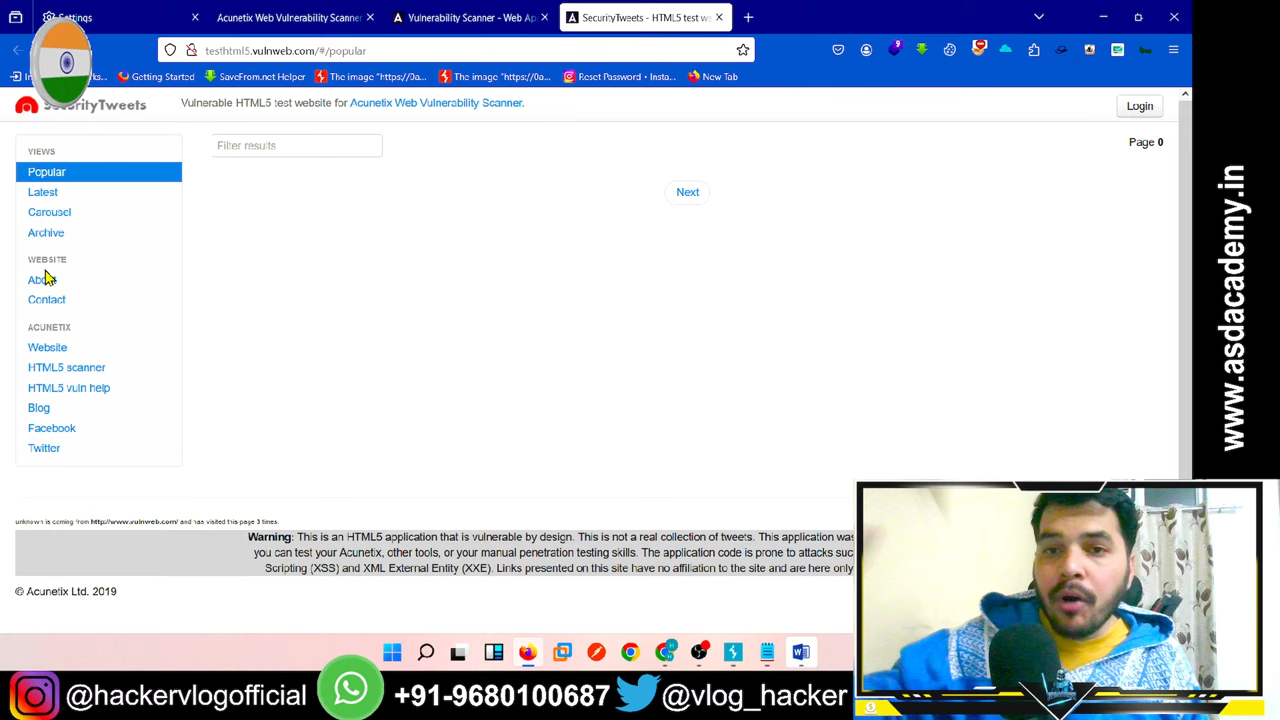 Settings
Acunetix Web Vulnerability Scanner
Vulnerability Scanner - Web Ap
SecurityTweets - HTML5 test we
testhtml5.vulnweb.com/#/popular
Getting Started
SaveFrom.net Helper
The image "https://0a...
The image "https://0a...
Reset Password • Insta...
New Tab
SecurityTweets
Vulnerable HTML5 test website for Acunetix Web Vulnerability Scanner.
Login
VIEWS
Popular
Latest
Carousel
Archive
WEBSITE
About
Contact
ACUNETIX
Website
HTML5 scanner
HTML5 vuln help
Blog
Facebook
Twitter
Filter results
Page 0
Next
unknown is coming from http://www.vulnweb.com/ and has visited this page 3 times.
Warning: This is an HTML5 application that is vulnerable by design. This is not a real collection of tweets. This application was
you can test your Acunetix, other tools, or your manual penetration testing skills. The application code is prone to attacks suc
Scripting (XSS) and XML External Entity (XXE). Links presented on this site have no affiliation to the site and are here only
© Acunetix Ltd. 2019
www.asdacademy.in
@hackervlogofficial
+91-9680100687
@vlog_hacker